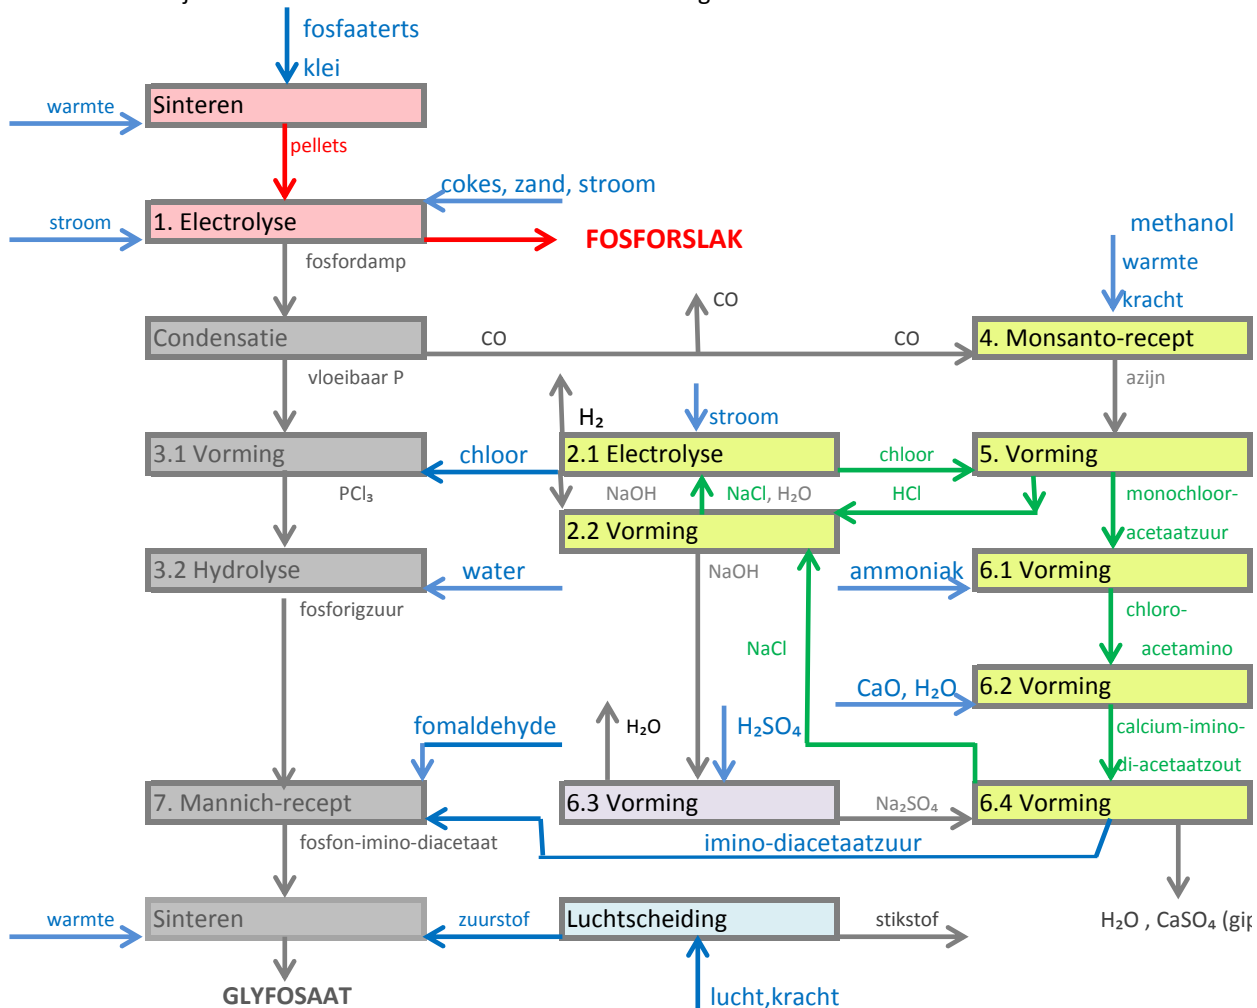 fosfaaterts
klei
warmte
Sinteren
pellets
cokes, zand, stroom
stroom
1. Electrolyse
FOSFORSLAK
methanol
fosfordamp
warmte
kracht
CO
Condensatie
CO
CO
4. Monsanto-recept
vloeibaar P
azijn
H₂
stroom
3.1 Vorming
chloor
2.1 Electrolyse
chloor
5. Vorming
PCl₃
NaOH
NaCl, H₂O
HCl
monochloor-
acetaatzuur
2.2 Vorming
3.2 Hydrolyse
water
NaOH
ammoniak
6.1 Vorming
fosforigzuur
chloro-
acetamino
NaCl
CaO, H₂O
6.2 Vorming
fomaldehyde
H₂O
H₂SO₄
calcium-imino-
di-acetaatzout
7. Mannich-recept
6.3 Vorming
Na₂SO₄
6.4 Vorming
fosfon-imino-diacetaat
imino-diacetaatzuur
warmte
Sinteren
zuurstof
Luchtscheiding
stikstof
H₂O , CaSO₄ (gip
GLYFOSAAT
lucht,kracht